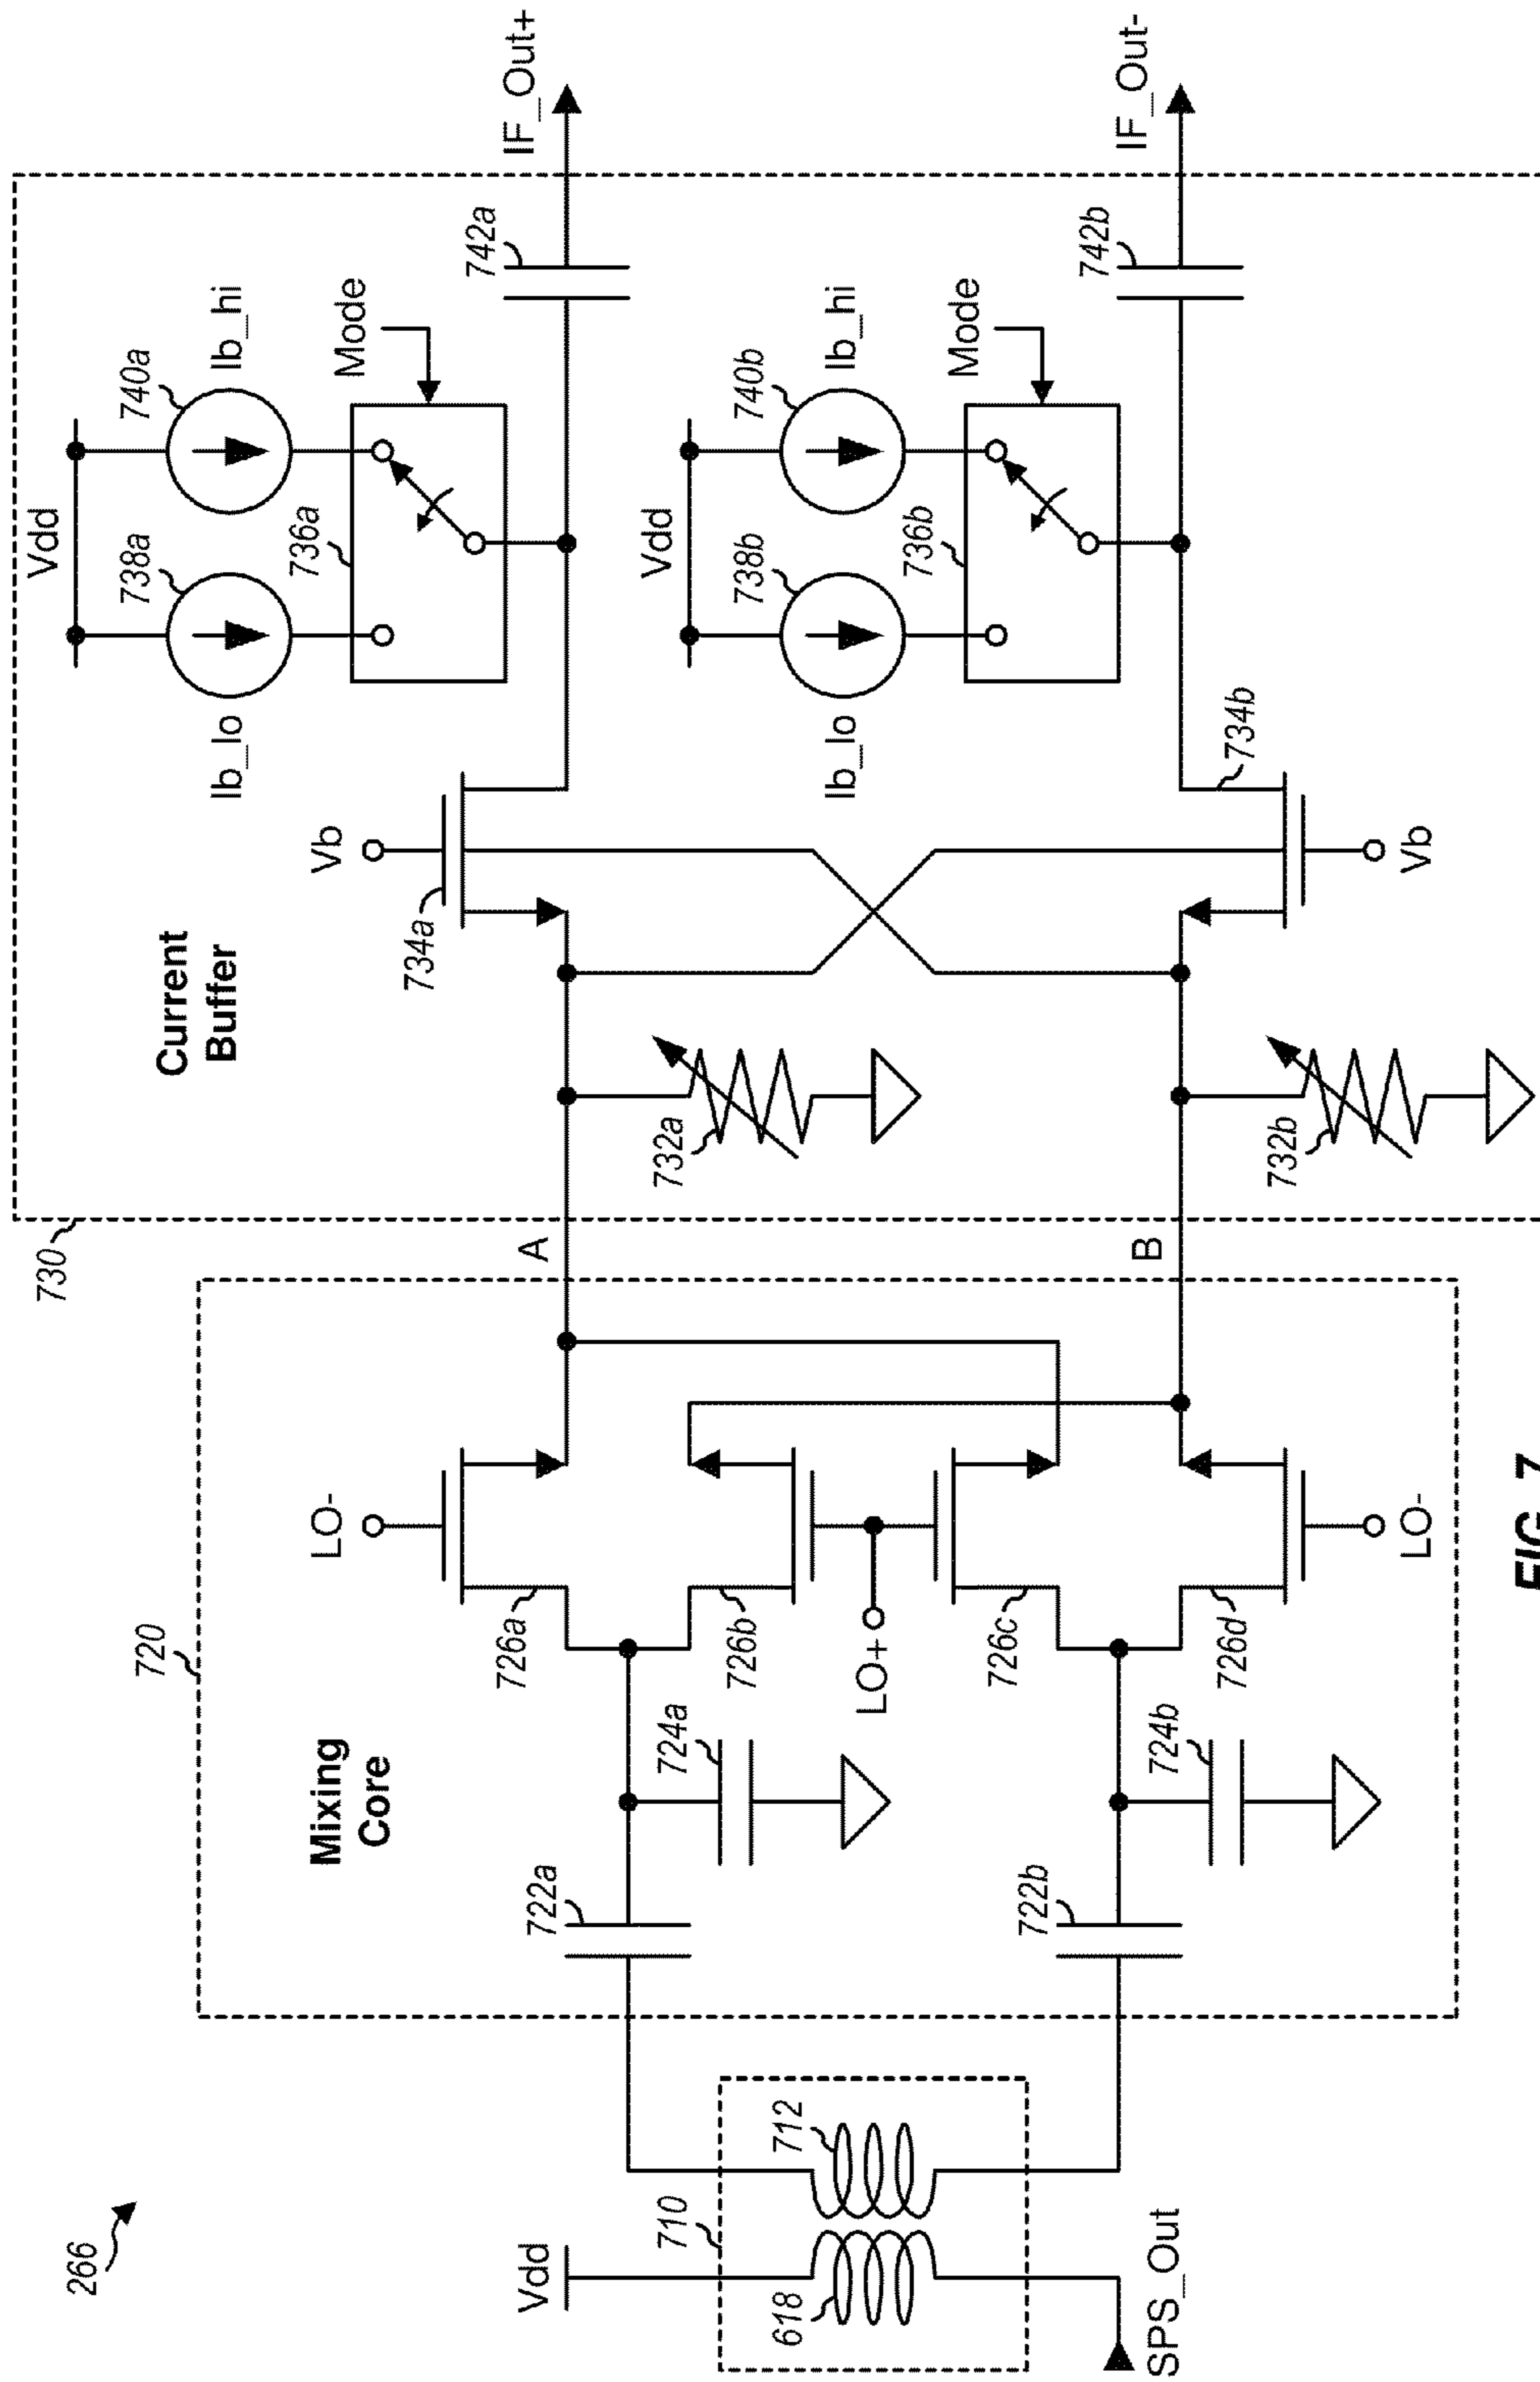 266
Vdd
618
712
710
SPS_Out
720
Mixing
Core
722a
724a
722b
724b
LO-
726a
726b
LO+
726c
726d
LO-
A
B
730
Current
Buffer
732a
732b
734a
Vb
734b
Vb
Vdd
738a
740a
Ib_lo
Ib_hi
736a
Mode
742a
IF_Out+
Vdd
738b
740b
Ib_lo
Ib_hi
736b
Mode
742b
IF_Out-
FIG. 7